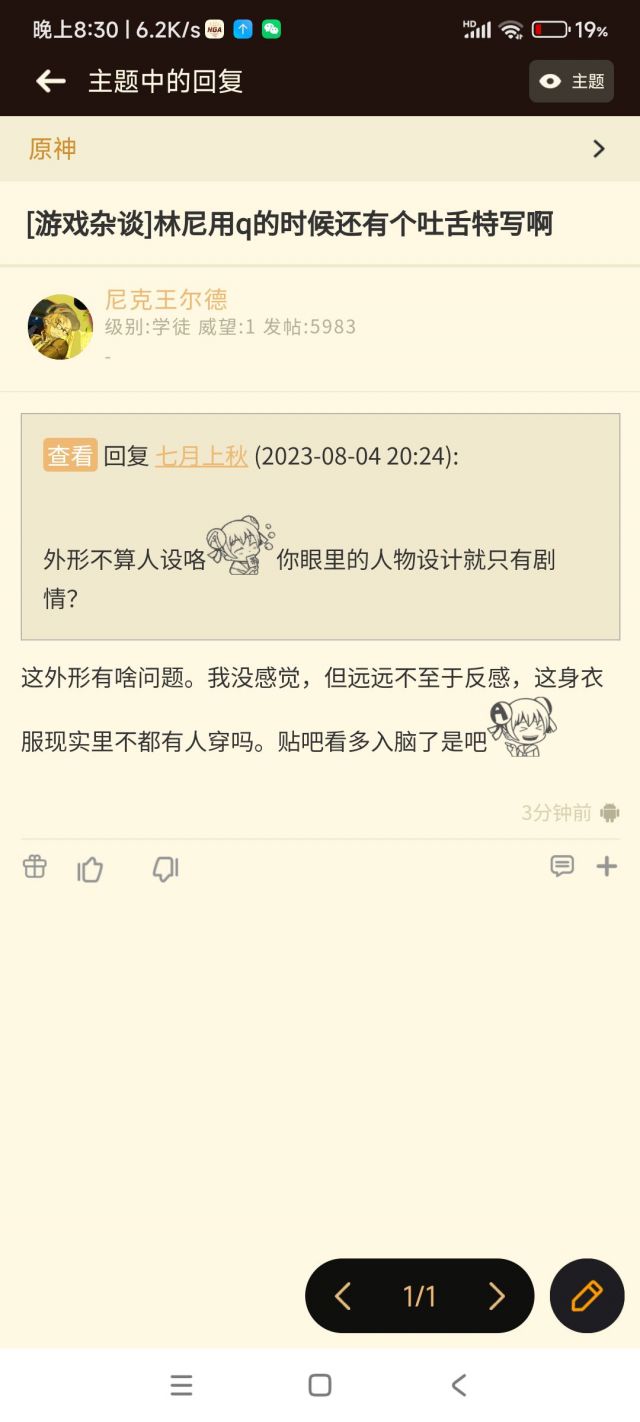 晚上8:30 | 6.2K/s NGA HD 19%
主题中的回复 主题
原神
[游戏杂谈]林尼用q的时候还有个吐舌特写啊
尼克王尔德
级别:学徒 威望:1 发帖:5983
-
查看 回复 七月上秋 (2023-08-04 20:24):
外形不算人设咯 你眼里的人物设计就只有剧
情?
这外形有啥问题。我没感觉，但远远不至于反感，这身衣
服现实里不都有人穿吗。贴吧看多入脑了是吧
3分钟前
1/1